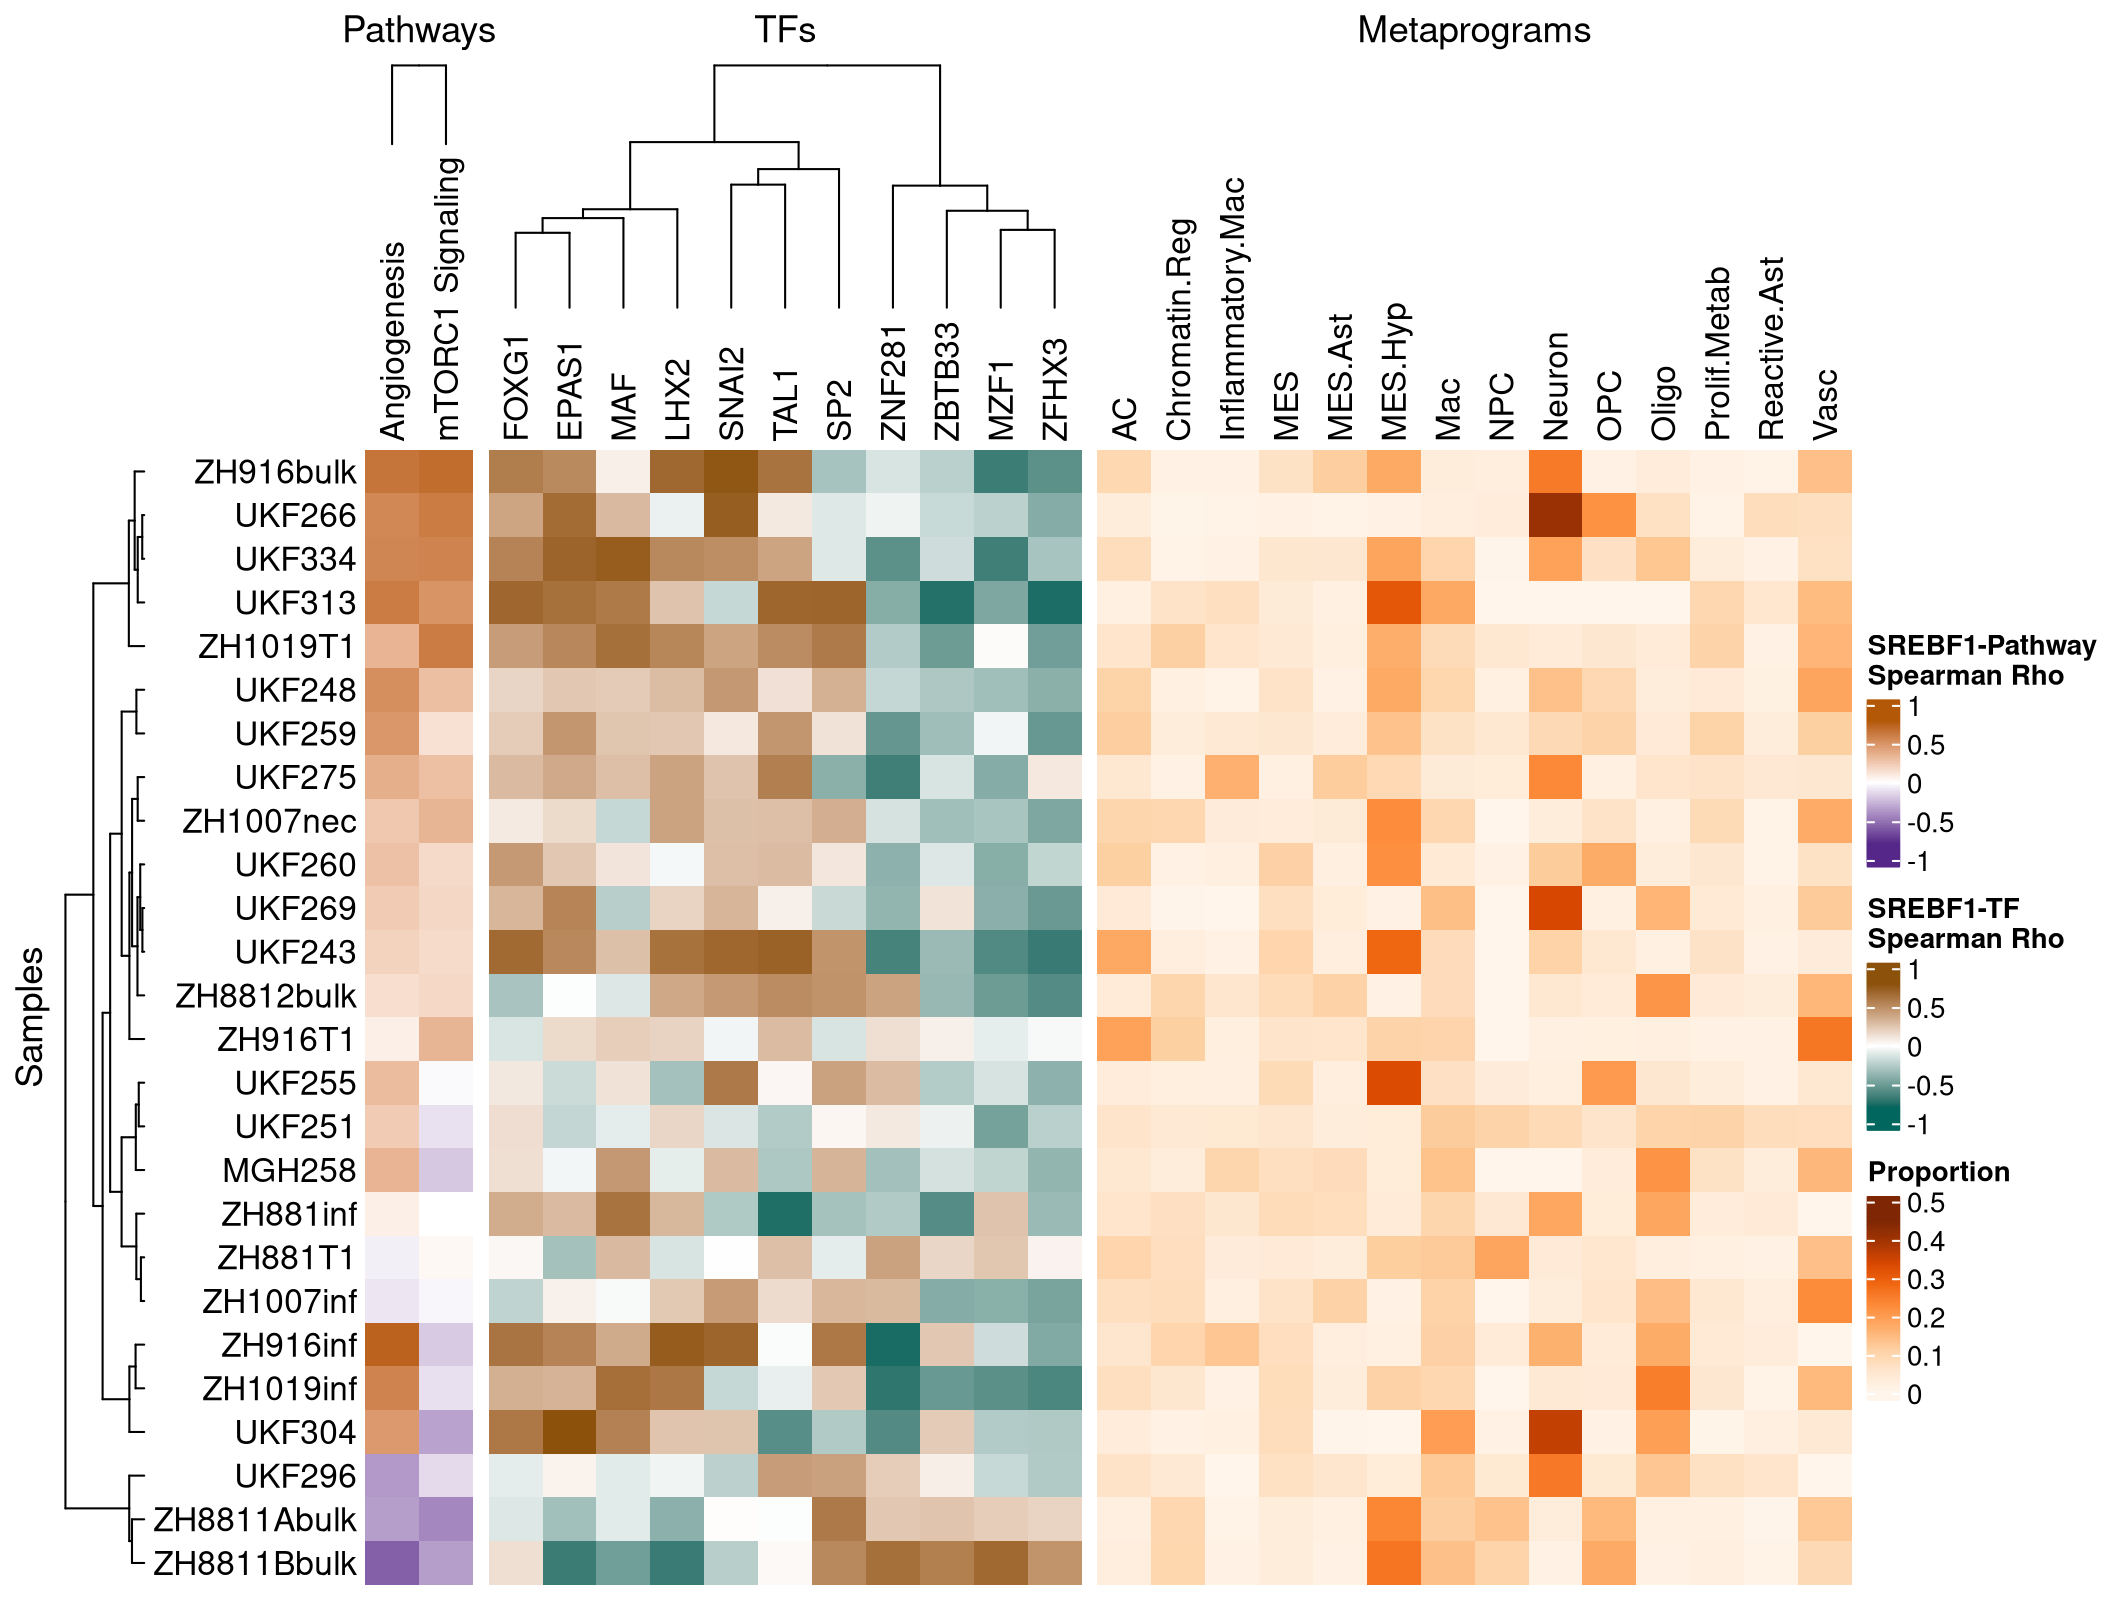 Pathways
TFs
Metaprograms
Angiogenesis
mTORC1 Signaling
FOXG1
EPAS1
MAF
LHX2
SNAI2
TAL1
SP2
ZNF281
ZBTB33
MZF1
ZFHX3
AC
Chromatin.Reg
Inflammatory.Mac
MES
MES.Ast
MES.Hyp
Mac
NPC
Neuron
OPC
Oligo
Prolif.Metab
Reactive.Ast
Vasc
Samples
ZH916bulk
UKF266
UKF334
UKF313
ZH1019T1
UKF248
UKF259
UKF275
ZH1007nec
UKF260
UKF269
UKF243
ZH8812bulk
ZH916T1
UKF255
UKF251
MGH258
ZH881inf
ZH881T1
ZH1007inf
ZH916inf
ZH1019inf
UKF304
UKF296
ZH8811Abulk
ZH8811Bbulk
SREBF1-Pathway
Spearman Rho
1
0.5
0
-0.5
-1
SREBF1-TF
Spearman Rho
1
0.5
0
-0.5
-1
Proportion
0.5
0.4
0.3
0.2
0.1
0